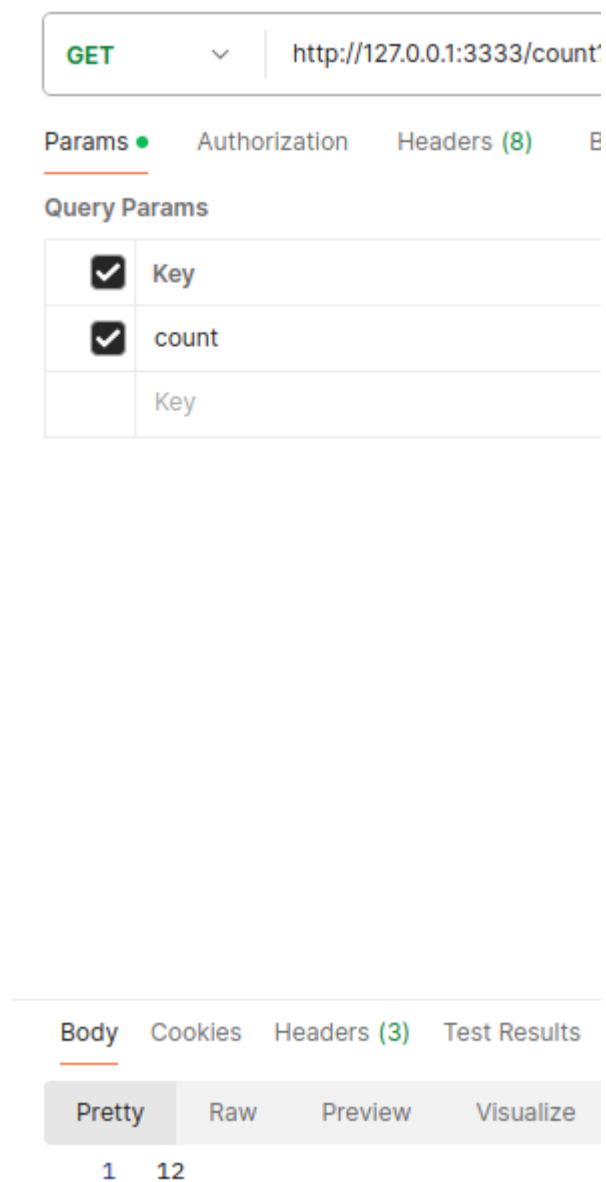 GET http://127.0.0.1:3333/count?
Params Authorization Headers (8) B
Query Params
Key
count
Key
Body Cookies Headers (3) Test Results
Pretty Raw Preview Visualize
1 12